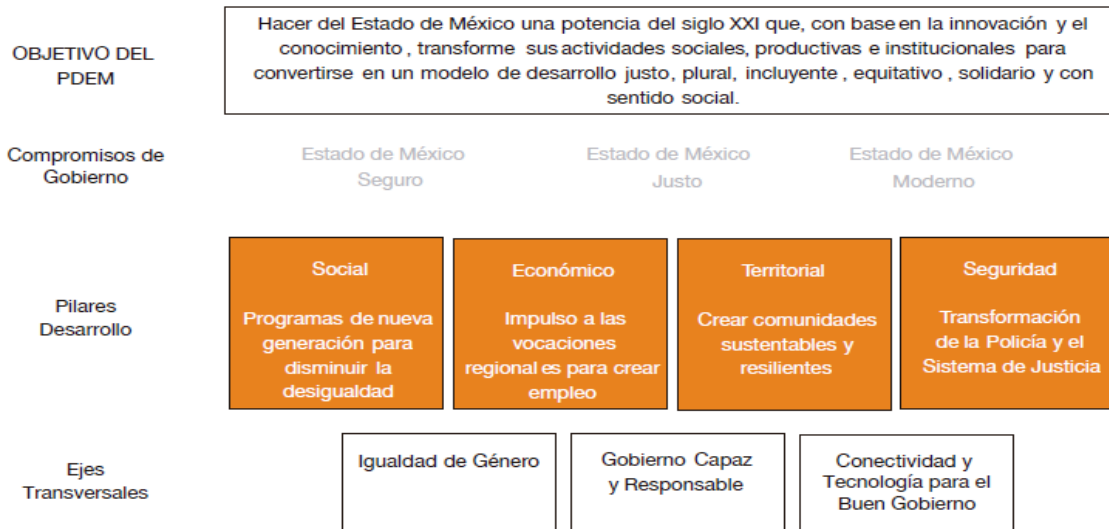 OBJETIVO DEL
PDEM
Hacer del Estado de México una potencia del siglo XXI que, con base en la innovación y el
conocimiento , transforme sus actividades sociales, productivas e institucionales para
convertirse en un modelo de desarrollo justo, plural, incluyente , equitativo , solidario y con
sentido social.
Compromisos de
Gobierno
Estado de México
Seguro
Estado de México
Justo
Estado de México
Moderno
Pilares
Desarrollo
Social
Programas de nueva
generación para
disminuir la
desigualdad
Económico
Impulso a las
vocaciones
regional es para crear
empleo
Territorial
Crear comunidades
sustentables y
resilientes
Seguridad
Transformación
de la Policía y el
Sistema de Justicia
Ejes
Transversales
Igualdad de Género
Gobierno Capaz
y Responsable
Conectividad y
Tecnología para el
Buen Gobierno